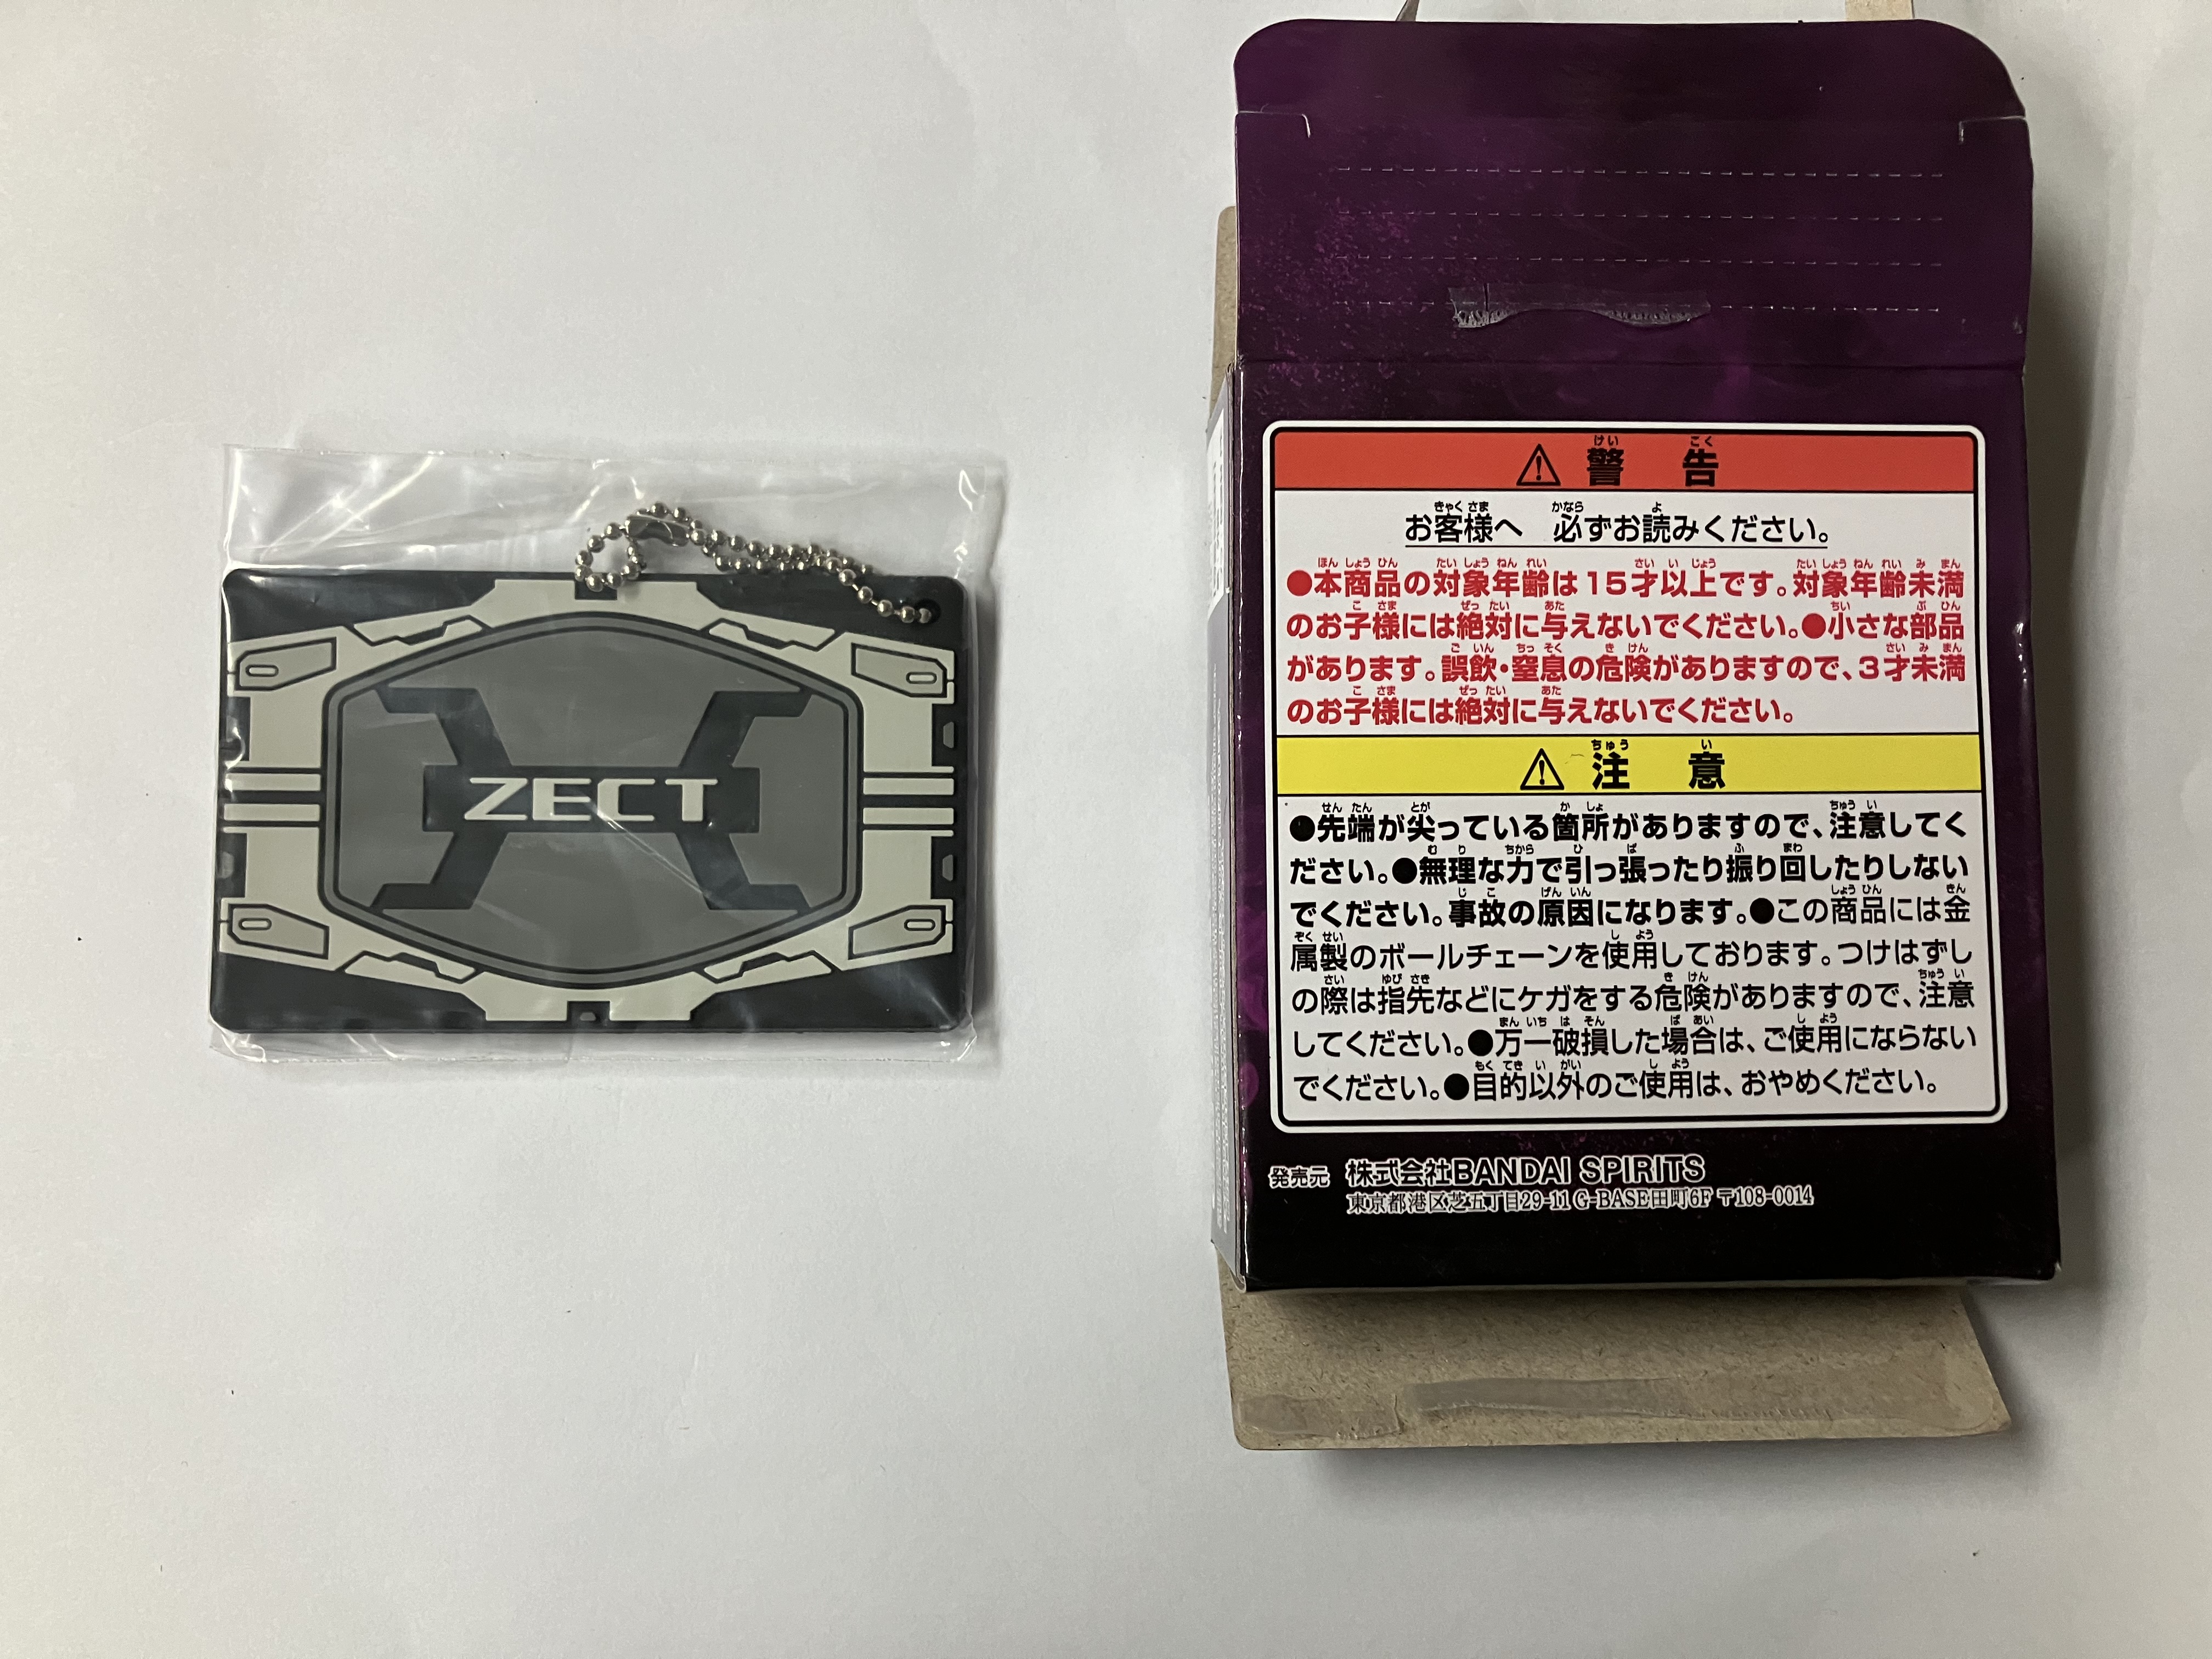 ZECT
警告
お客様へ 必ずお読みください。
●本商品の対象年齢は15才以上です。対象年齢未満
のお子様には絶対に与えないでください。●小さな部品
があります。誤飲・窒息の危険がありますので、3才未満
のお子様には絶対に与えないでください。
注意
●先端が尖っている箇所がありますので、注意してく
ださい。●無理な力で引っ張ったり振り回したりしない
でください。事故の原因になります。●この商品には金
属製のボールチェーンを使用しております。つけはずし
の際は指先などにケガをする危険がありますので、注意
してください。●万一破損した場合は、ご使用にならない
でください。●目的以外のご使用は、おやめください。
発売元 株式会社BANDAI SPIRITS
東京都港区芝五丁目29-11 G-BASE田町6F 〒108-0014